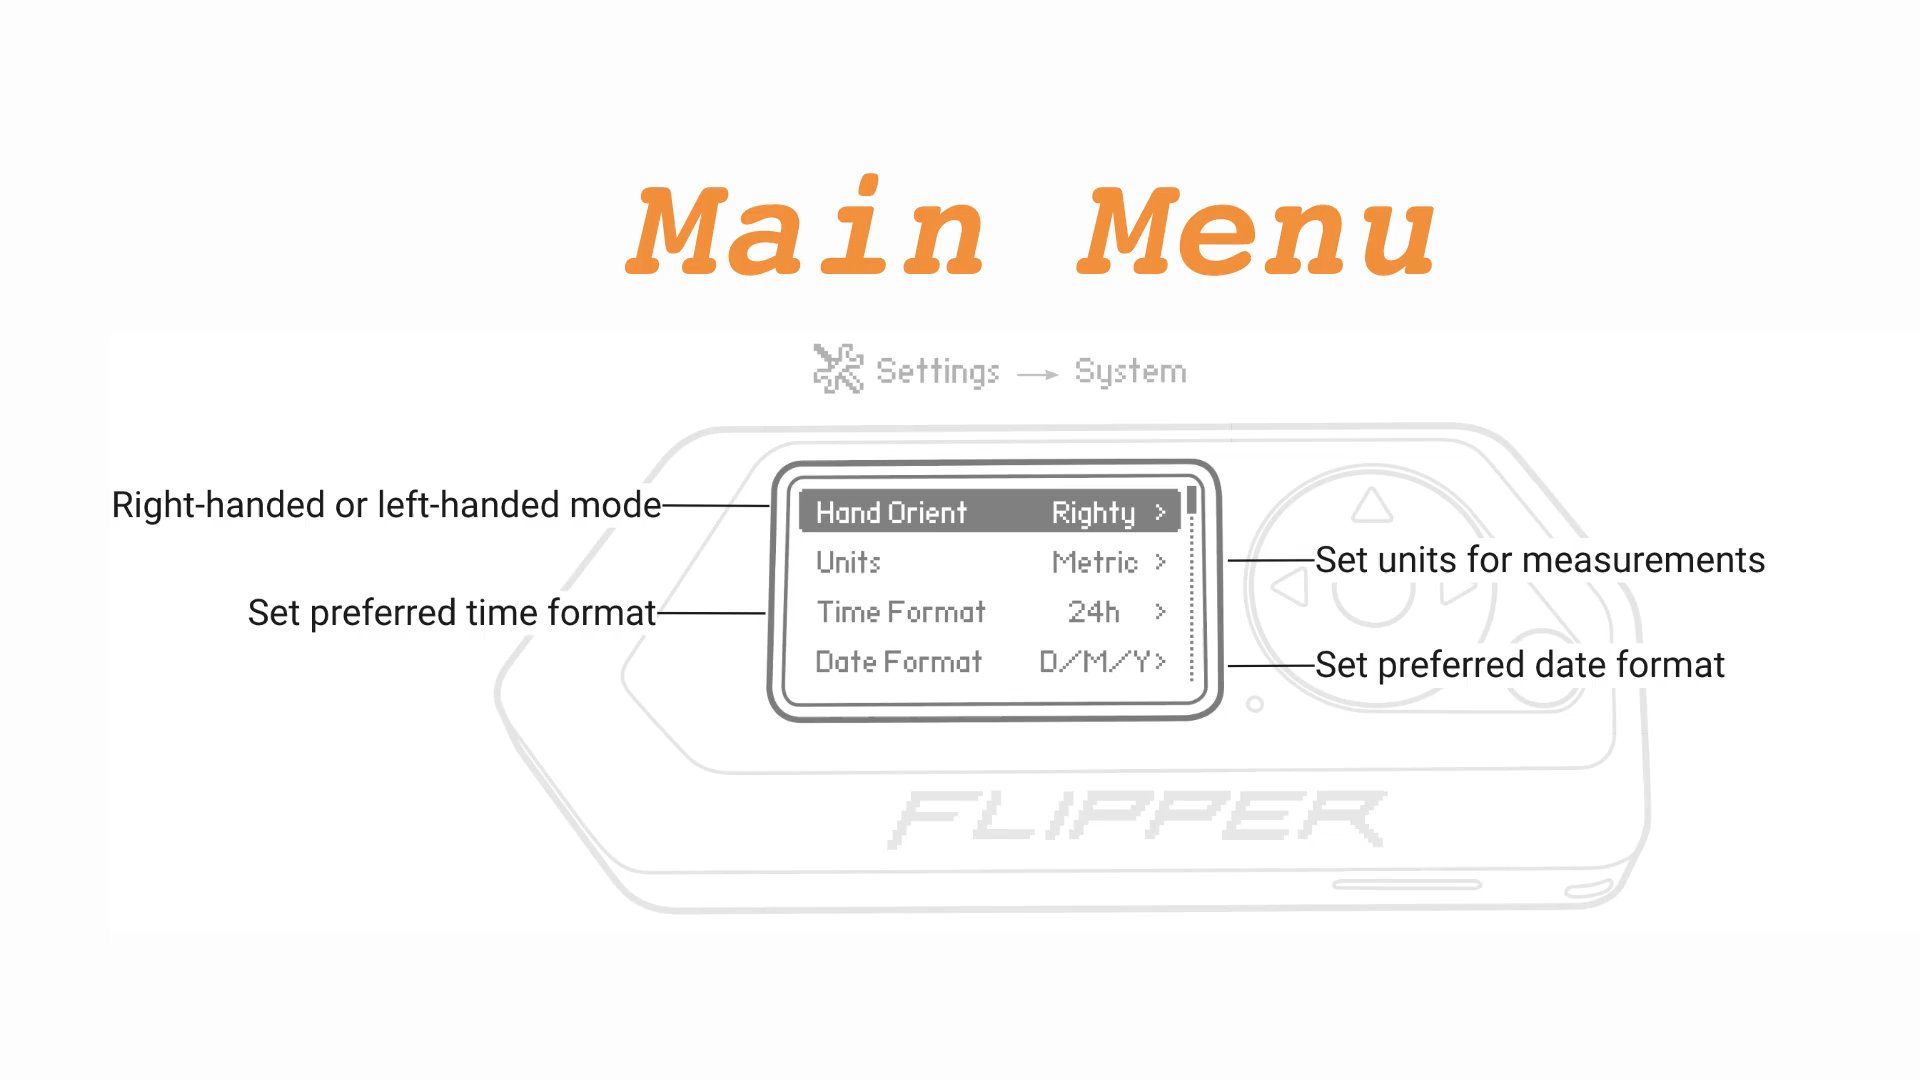 Main Menu
Settings → System
Right-handed or left-handed mode
Hand Orient Righty >
Units Metric >
Set units for measurements
Set preferred time format
Time Format 24h >
Date Format D/M/Y>
Set preferred date format
FLIPPER